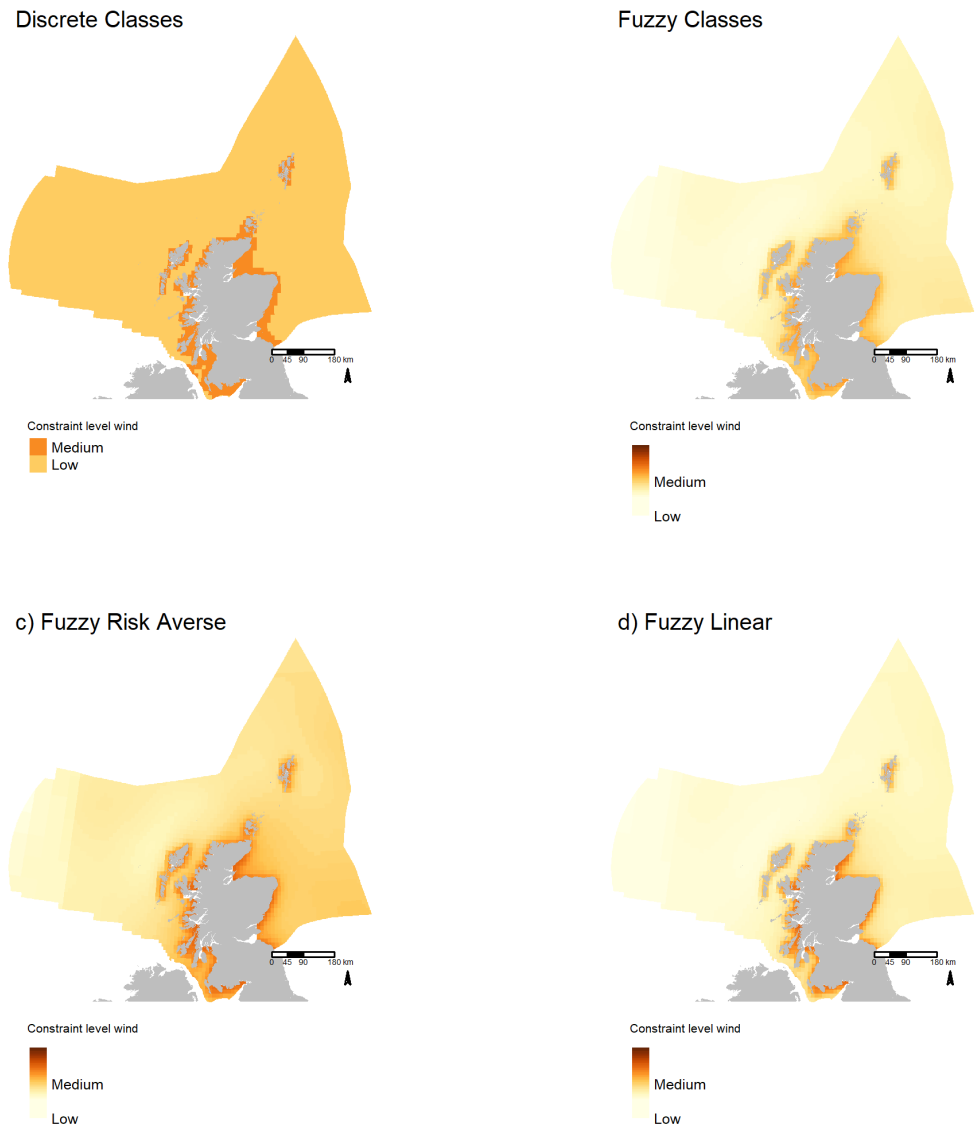 Discrete Classes
Fuzzy Classes
0 45 90 180 km
0 45 90 180 km
Constraint level wind
Medium
Low
Constraint level wind
Medium
Low
c) Fuzzy Risk Averse
d) Fuzzy Linear
0 45 90 180 km
0 45 90 180 km
Constraint level wind
Medium
Low
Constraint level wind
Medium
Low